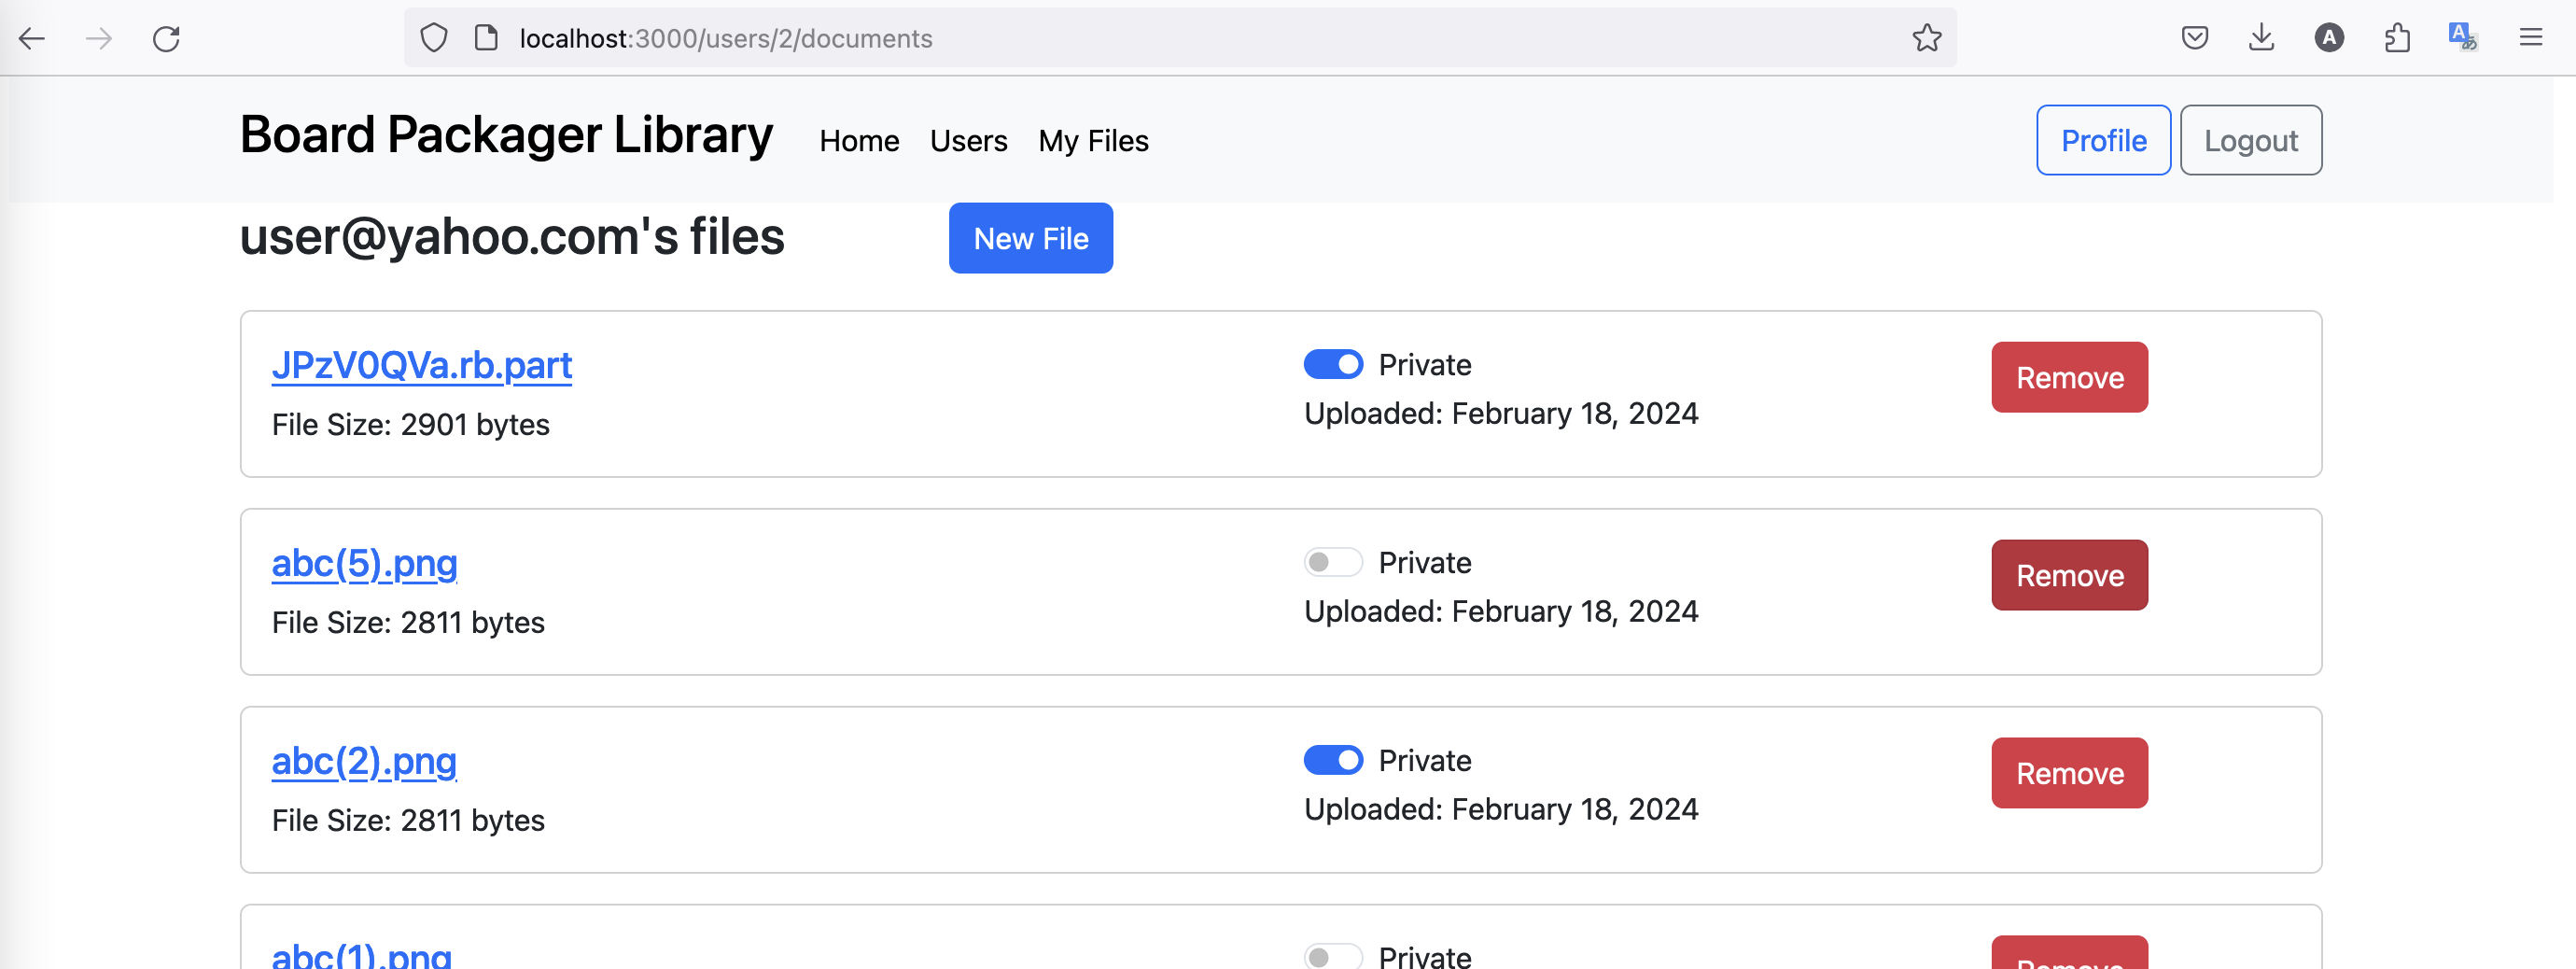 localhost:3000/users/2/documents
Board Packager Library Home Users My Files Profile Logout
user@yahoo.com's files New File
JPzV0QVa.rb.part Private Remove
File Size: 2901 bytes Uploaded: February 18, 2024
abc(5).png Private Remove
File Size: 2811 bytes Uploaded: February 18, 2024
abc(2).png Private Remove
File Size: 2811 bytes Uploaded: February 18, 2024
abc(1).png Private Remove